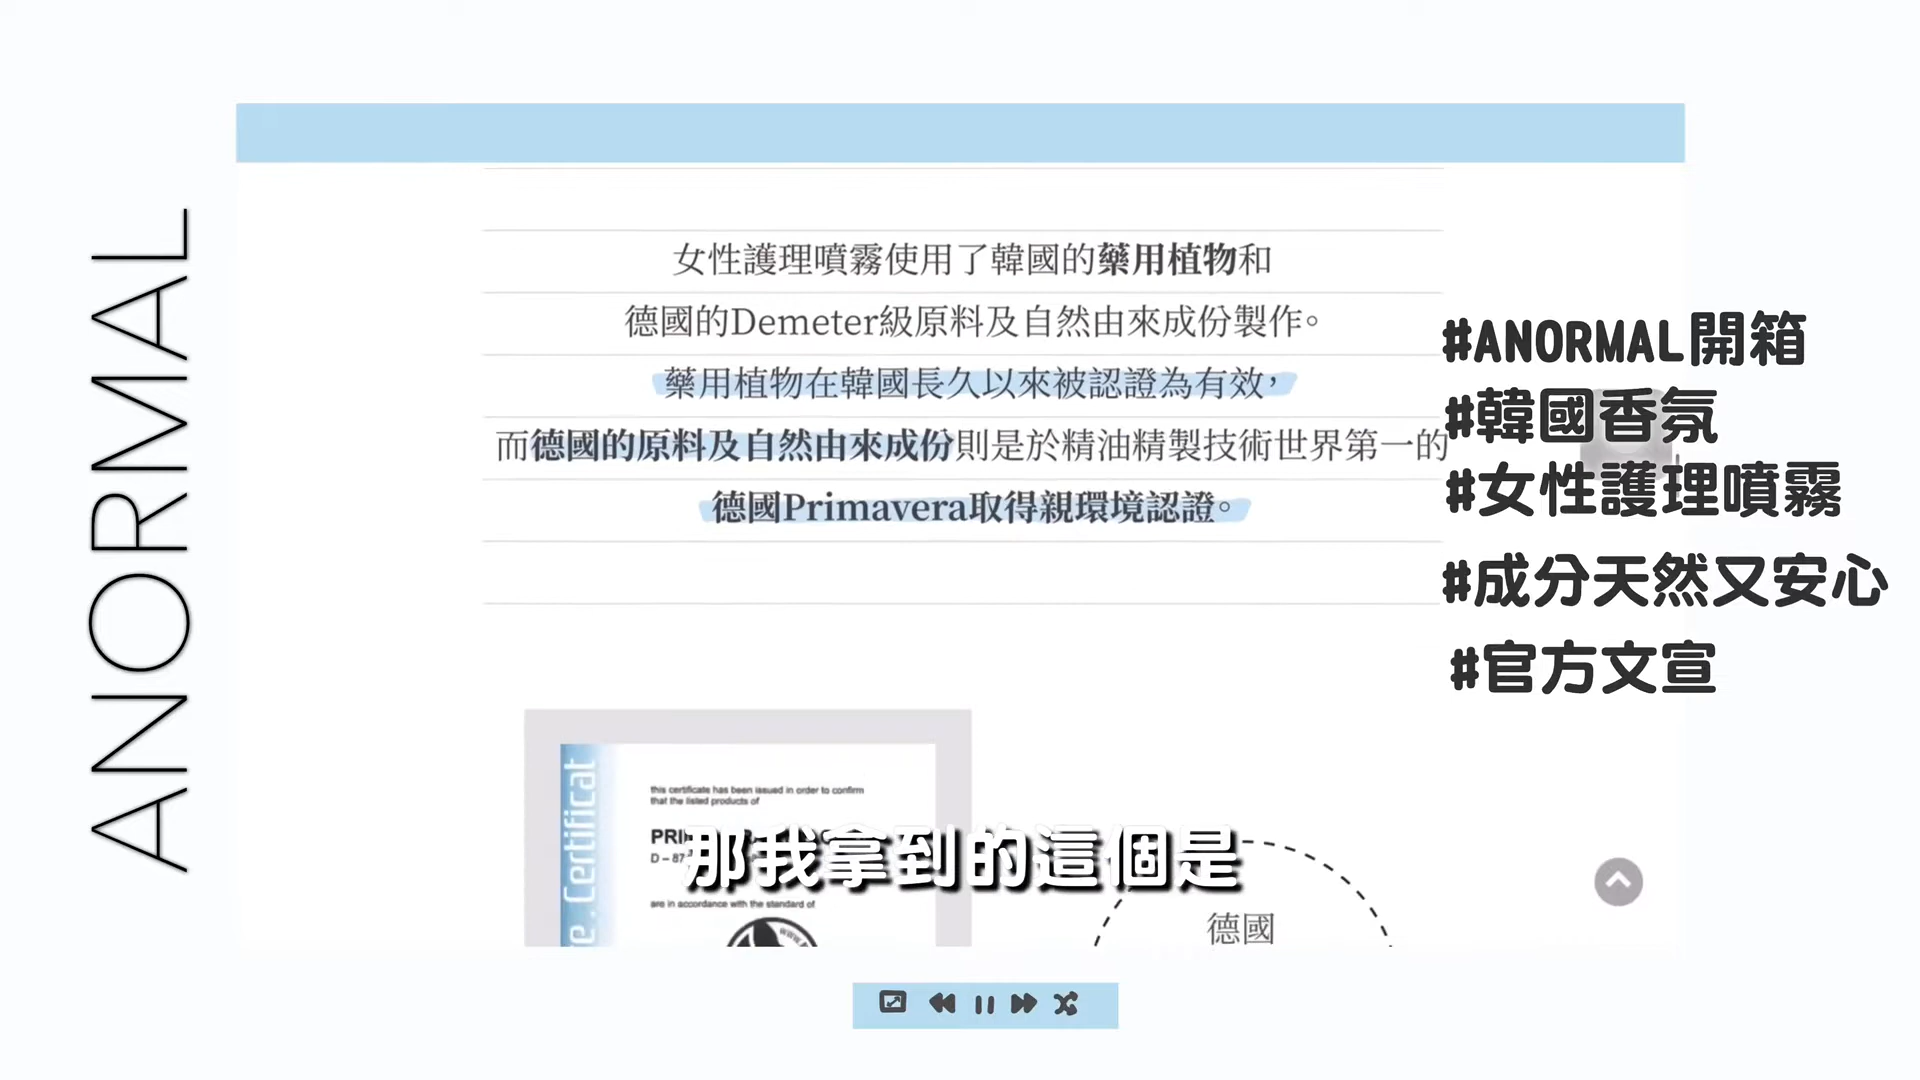 ANORMAL
女性護理噴霧使用了韓國的藥用植物和
德國的Demeter級原料及自然由來成份製作。
藥用植物在韓國長久以來被認證為有效，
而德國的原料及自然由來成份則是於精油精製技術世界第一的
德國Primavera取得親環境認證。
#ANORMAL開箱
#韓國香氛
#女性護理噴霧
#成分天然又安心
#官方文宣
this certificate has been issued in order to confirm
that the listed products of
are in accordance with the standard of
Certificat
德國
那我拿到的這個是